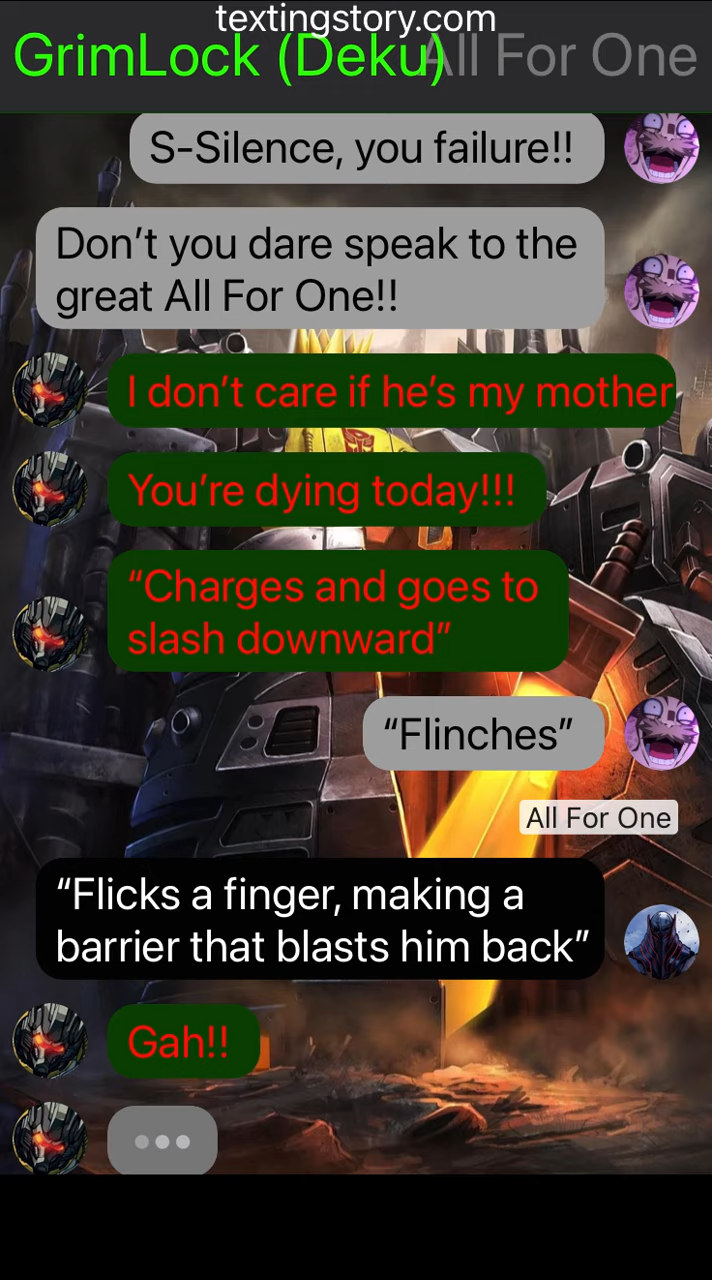 textingstory.com
GrimLock (Deku) All For One
S-Silence, you failure!!
Don't you dare speak to the
great All For One!!
I don't care if he's my mother
You're dying today!!!
“Charges and goes to
slash downward”
“Flinches”
All For One
“Flicks a finger, making a
barrier that blasts him back”
Gah!!